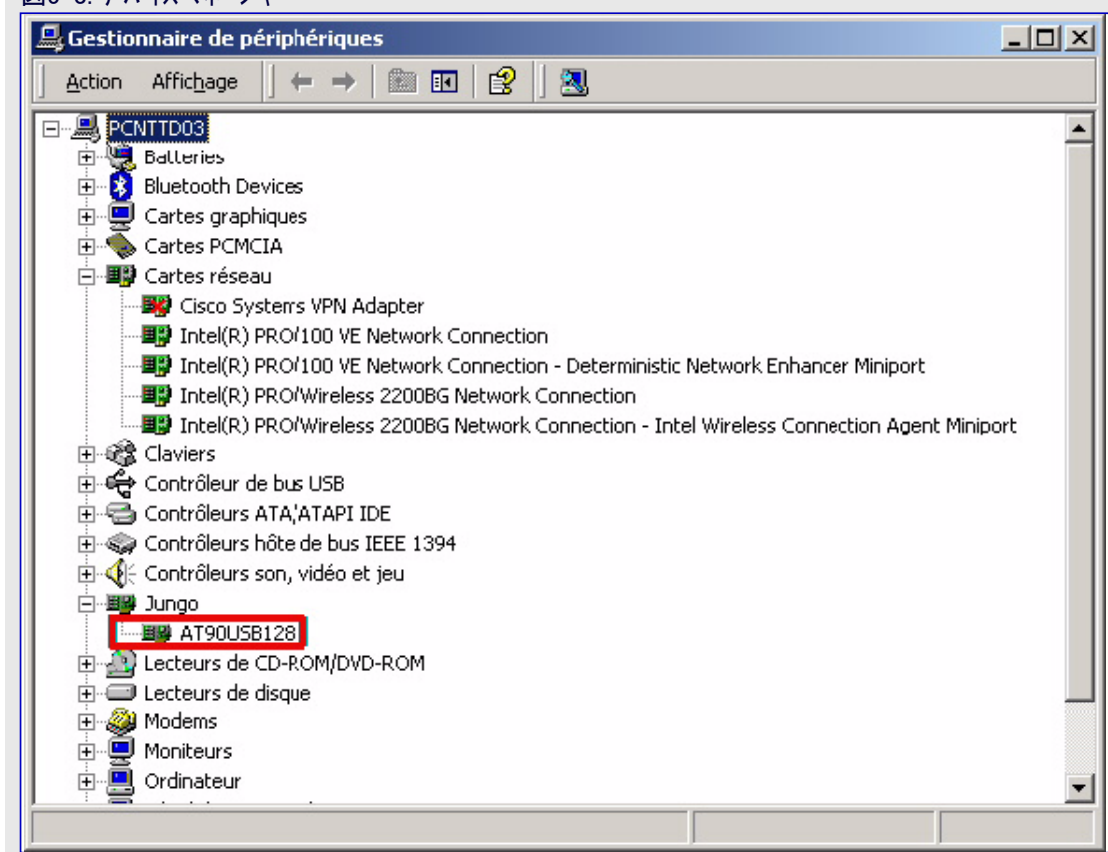 Gestionnaire de périphériques
Action Affichage
PCNTTD03
Batteries
Bluetooth Devices
Cartes graphiques
Cartes PCMCIA
Cartes réseau
Cisco Systems VPN Adapter
Intel(R) PRO/100 VE Network Connection
Intel(R) PRO/100 VE Network Connection - Deterministic Network Enhancer Miniport
Intel(R) PRO/Wireless 2200BG Network Connection
Intel(R) PRO/Wireless 2200BG Network Connection - Intel Wireless Connection Agent Miniport
Claviers
Contrôleur de bus USB
Contrôleurs ATA/ATAPI IDE
Contrôleurs hôte de bus IEEE 1394
Contrôleurs son, vidéo et jeu
Jungo
AT90USB128
Lecteurs de CD-ROM/DVD-ROM
Lecteurs de disque
Modems
Moniteurs
Ordinateur